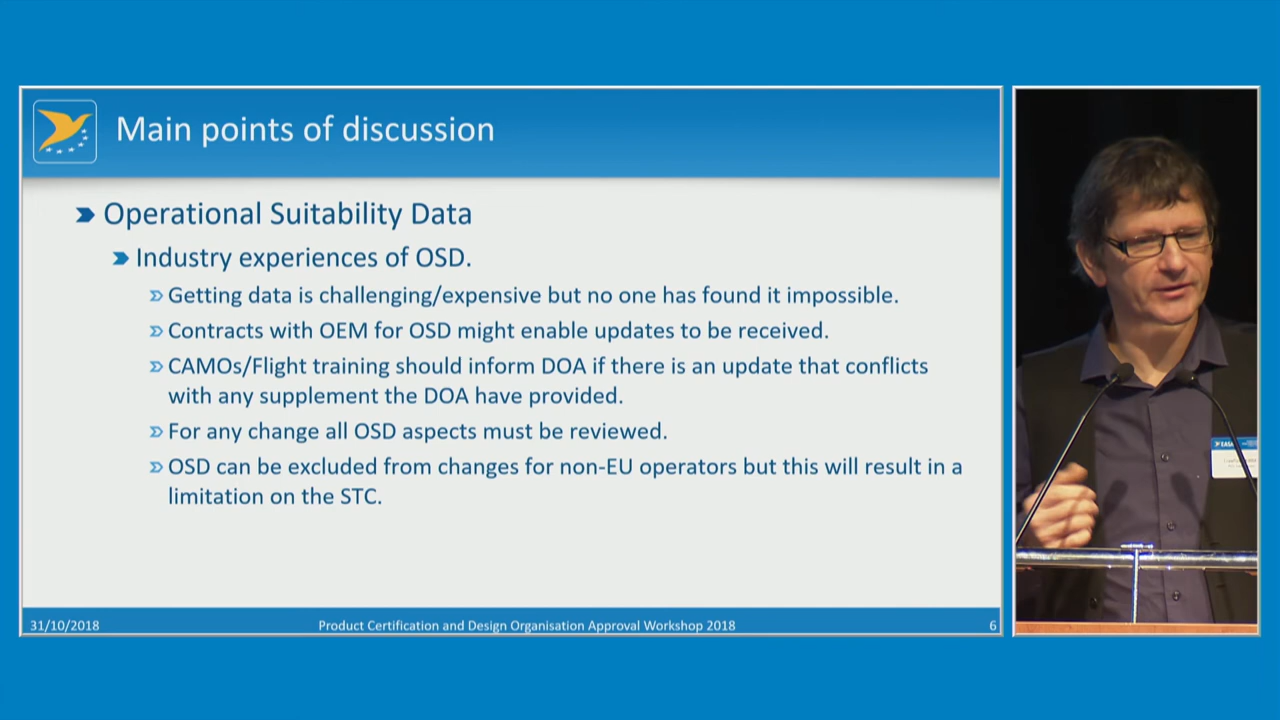 Main points of discussion
Operational Suitability Data
Industry experiences of OSD.
Getting data is challenging/expensive but no one has found it impossible.
Contracts with OEM for OSD might enable updates to be received.
CAMOs/Flight training should inform DOA if there is an update that conflicts
with any supplement the DOA have provided.
For any change all OSD aspects must be reviewed.
OSD can be excluded from changes for non-EU operators but this will result in a
limitation on the STC.
31/10/2018
Product Certification and Design Organisation Approval Workshop 2018
6
EASA